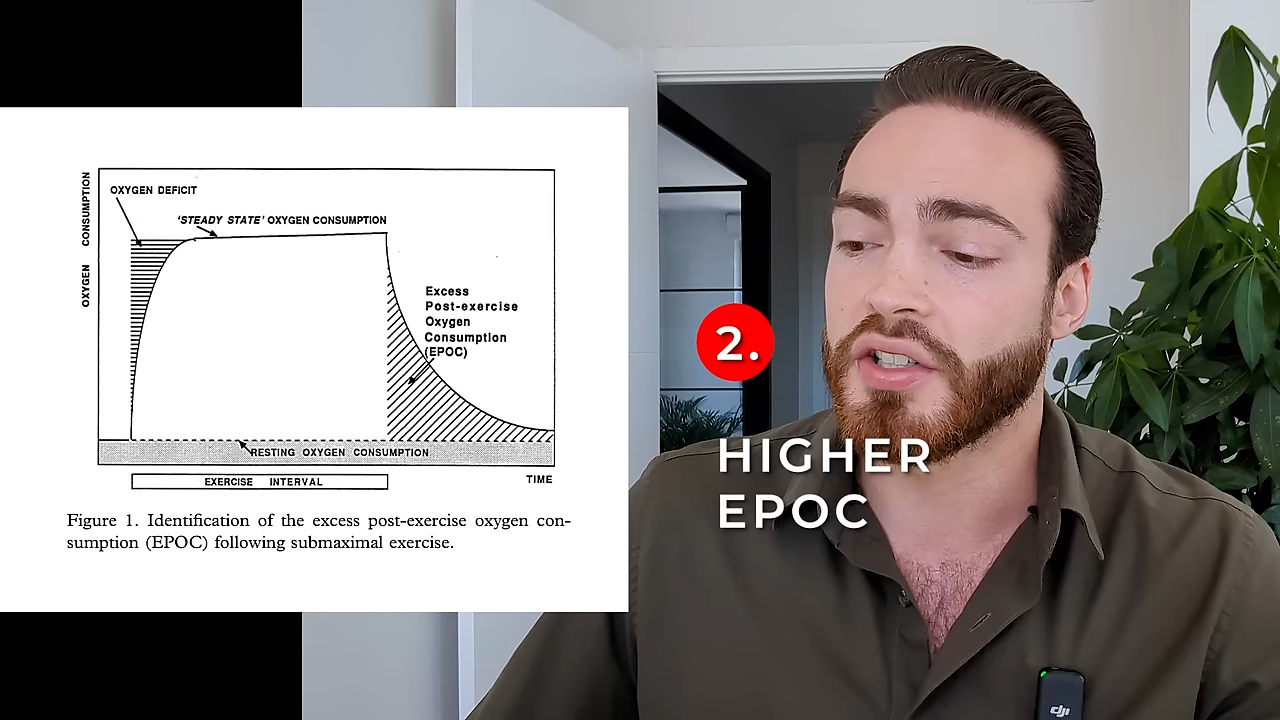 OXYGEN CONSUMPTION
OXYGEN DEFICIT
'STEADY STATE' OXYGEN CONSUMPTION
Excess
Post-exercise
Oxygen
Consumption
(EPOC)
RESTING OXYGEN CONSUMPTION
TIME
EXERCISE INTERVAL
Figure 1. Identification of the excess post-exercise oxygen con-
sumption (EPOC) following submaximal exercise.
2.
HIGHER
EPOC
dji